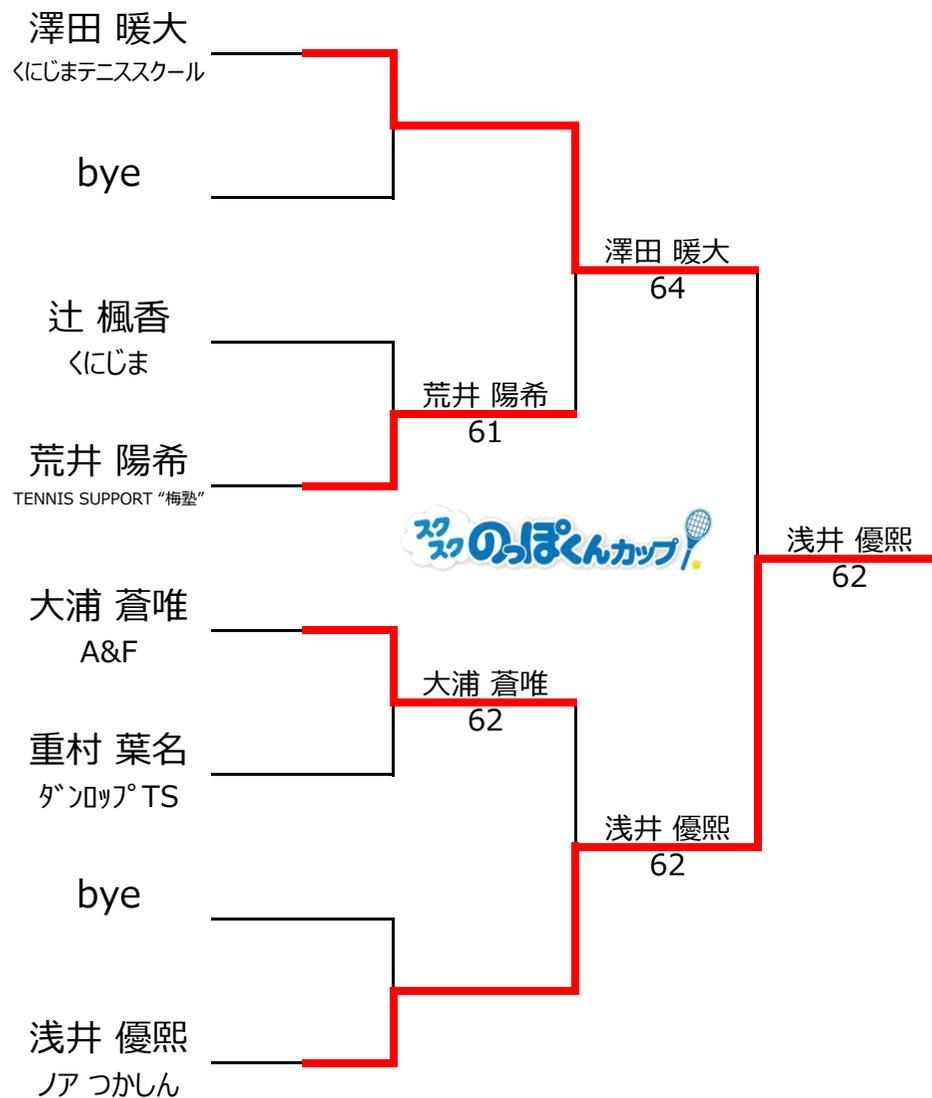 澤田 暖大
くにじまテニススクール
bye
澤田 暖大
64
辻 楓香
くにじま
荒井 陽希
61
荒井 陽希
TENNIS SUPPORT “梅塾”
スクスク のっぽくんカップ
浅井 優熙
62
大浦 蒼唯
A&F
大浦 蒼唯
62
重村 葉名
ﾀﾞﾝﾛｯﾌﾟTS
浅井 優熙
62
bye
浅井 優熙
ノア つかしん